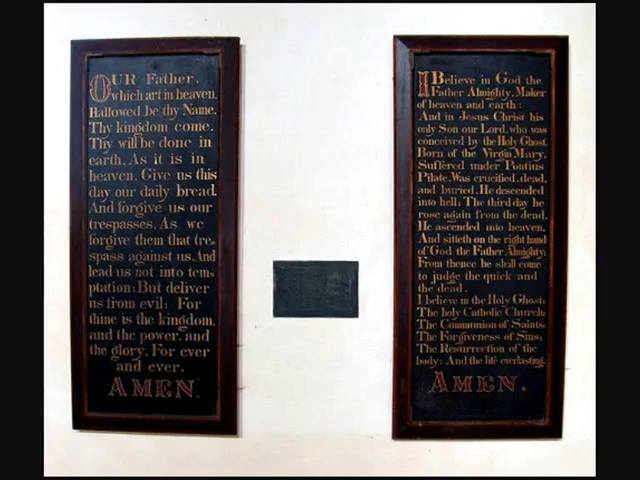 OUR Father,
which art in heaven,
Hallowed be thy Name.
Thy kingdom come.
Thy will be done in
earth, As it is in
heaven. Give us this
day our daily bread.
And forgive us our
trespasses, As we
forgive them that tre-
spass against us. And
lead us not into tem-
ptation; But deliver
us from evil: For
thine is the kingdom,
and the power, and
the glory, For ever
and ever.
AMEN.
I Believe in God the
Father Almighty, Maker
of heaven and earth:
And in Jesus Christ his
only Son our Lord, who was
conceived by the Holy Ghost,
Born of the Virgin Mary,
Suffered under Pontius
Pilate, Was crucified, dead,
and buried, He descended
into hell; The third day he
rose again from the dead,
He ascended into heaven,
And sitteth on the right hand
of God the Father Almighty;
From thence he shall come
to judge the quick and
the dead.
I believe in the Holy Ghost;
The holy Catholic Church;
The Communion of Saints;
The Forgiveness of Sins;
The Resurrection of the
body; And the life everlasting.
AMEN.